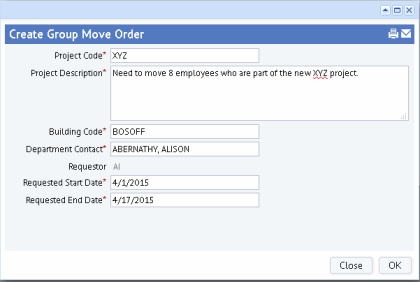 Create Group Move Order
Project Code* XYZ
Project Description* Need to move 8 employees who are part of the new XYZ project.
Building Code* BOSOFF
Department Contact* ABERNATHY, ALISON
Requestor AI
Requested Start Date* 4/1/2015
Requested End Date* 4/17/2015
Close OK